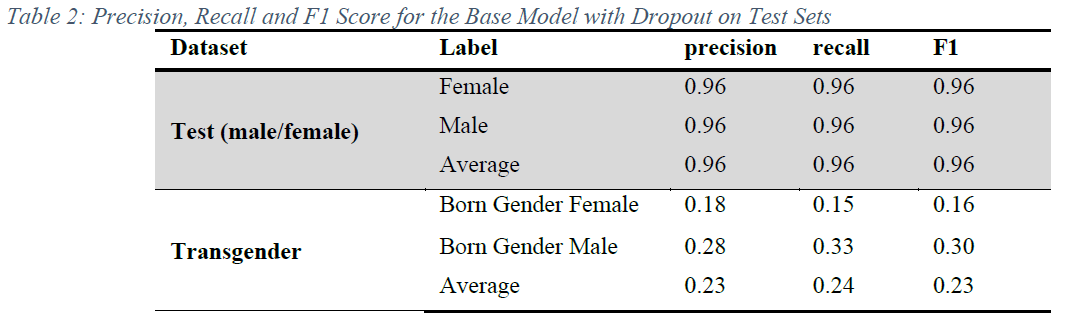 Table 2: Precision, Recall and F1 Score for the Base Model with Dropout on Test Sets
Dataset Label precision recall F1
Test (male/female)
Female 0.96 0.96 0.96
Male 0.96 0.96 0.96
Average 0.96 0.96 0.96
Transgender
Born Gender Female 0.18 0.15 0.16
Born Gender Male 0.28 0.33 0.30
Average 0.23 0.24 0.23